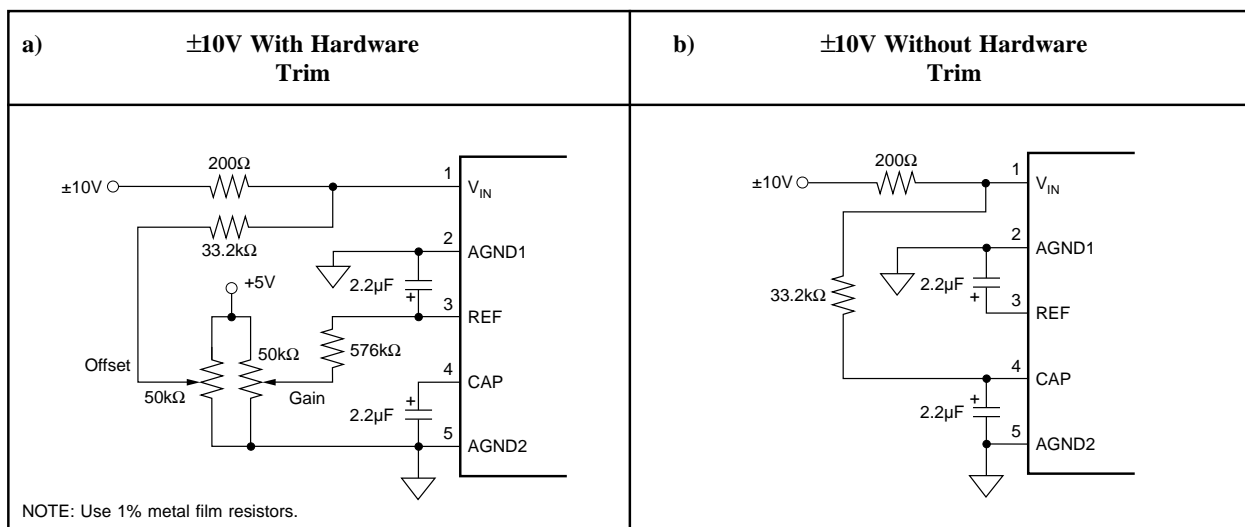 a) ±10V With Hardware
Trim
200Ω
±10V
33.2kΩ
+5V
Offset
50kΩ
50kΩ
Gain
576kΩ
2.2µF
+
+
2.2µF
1
V_IN
2
AGND1
3
REF
4
CAP
5
AGND2
NOTE: Use 1% metal film resistors.
b) ±10V Without Hardware
Trim
200Ω
±10V
33.2kΩ
2.2µF
+
+
2.2µF
1
V_IN
2
AGND1
3
REF
4
CAP
5
AGND2